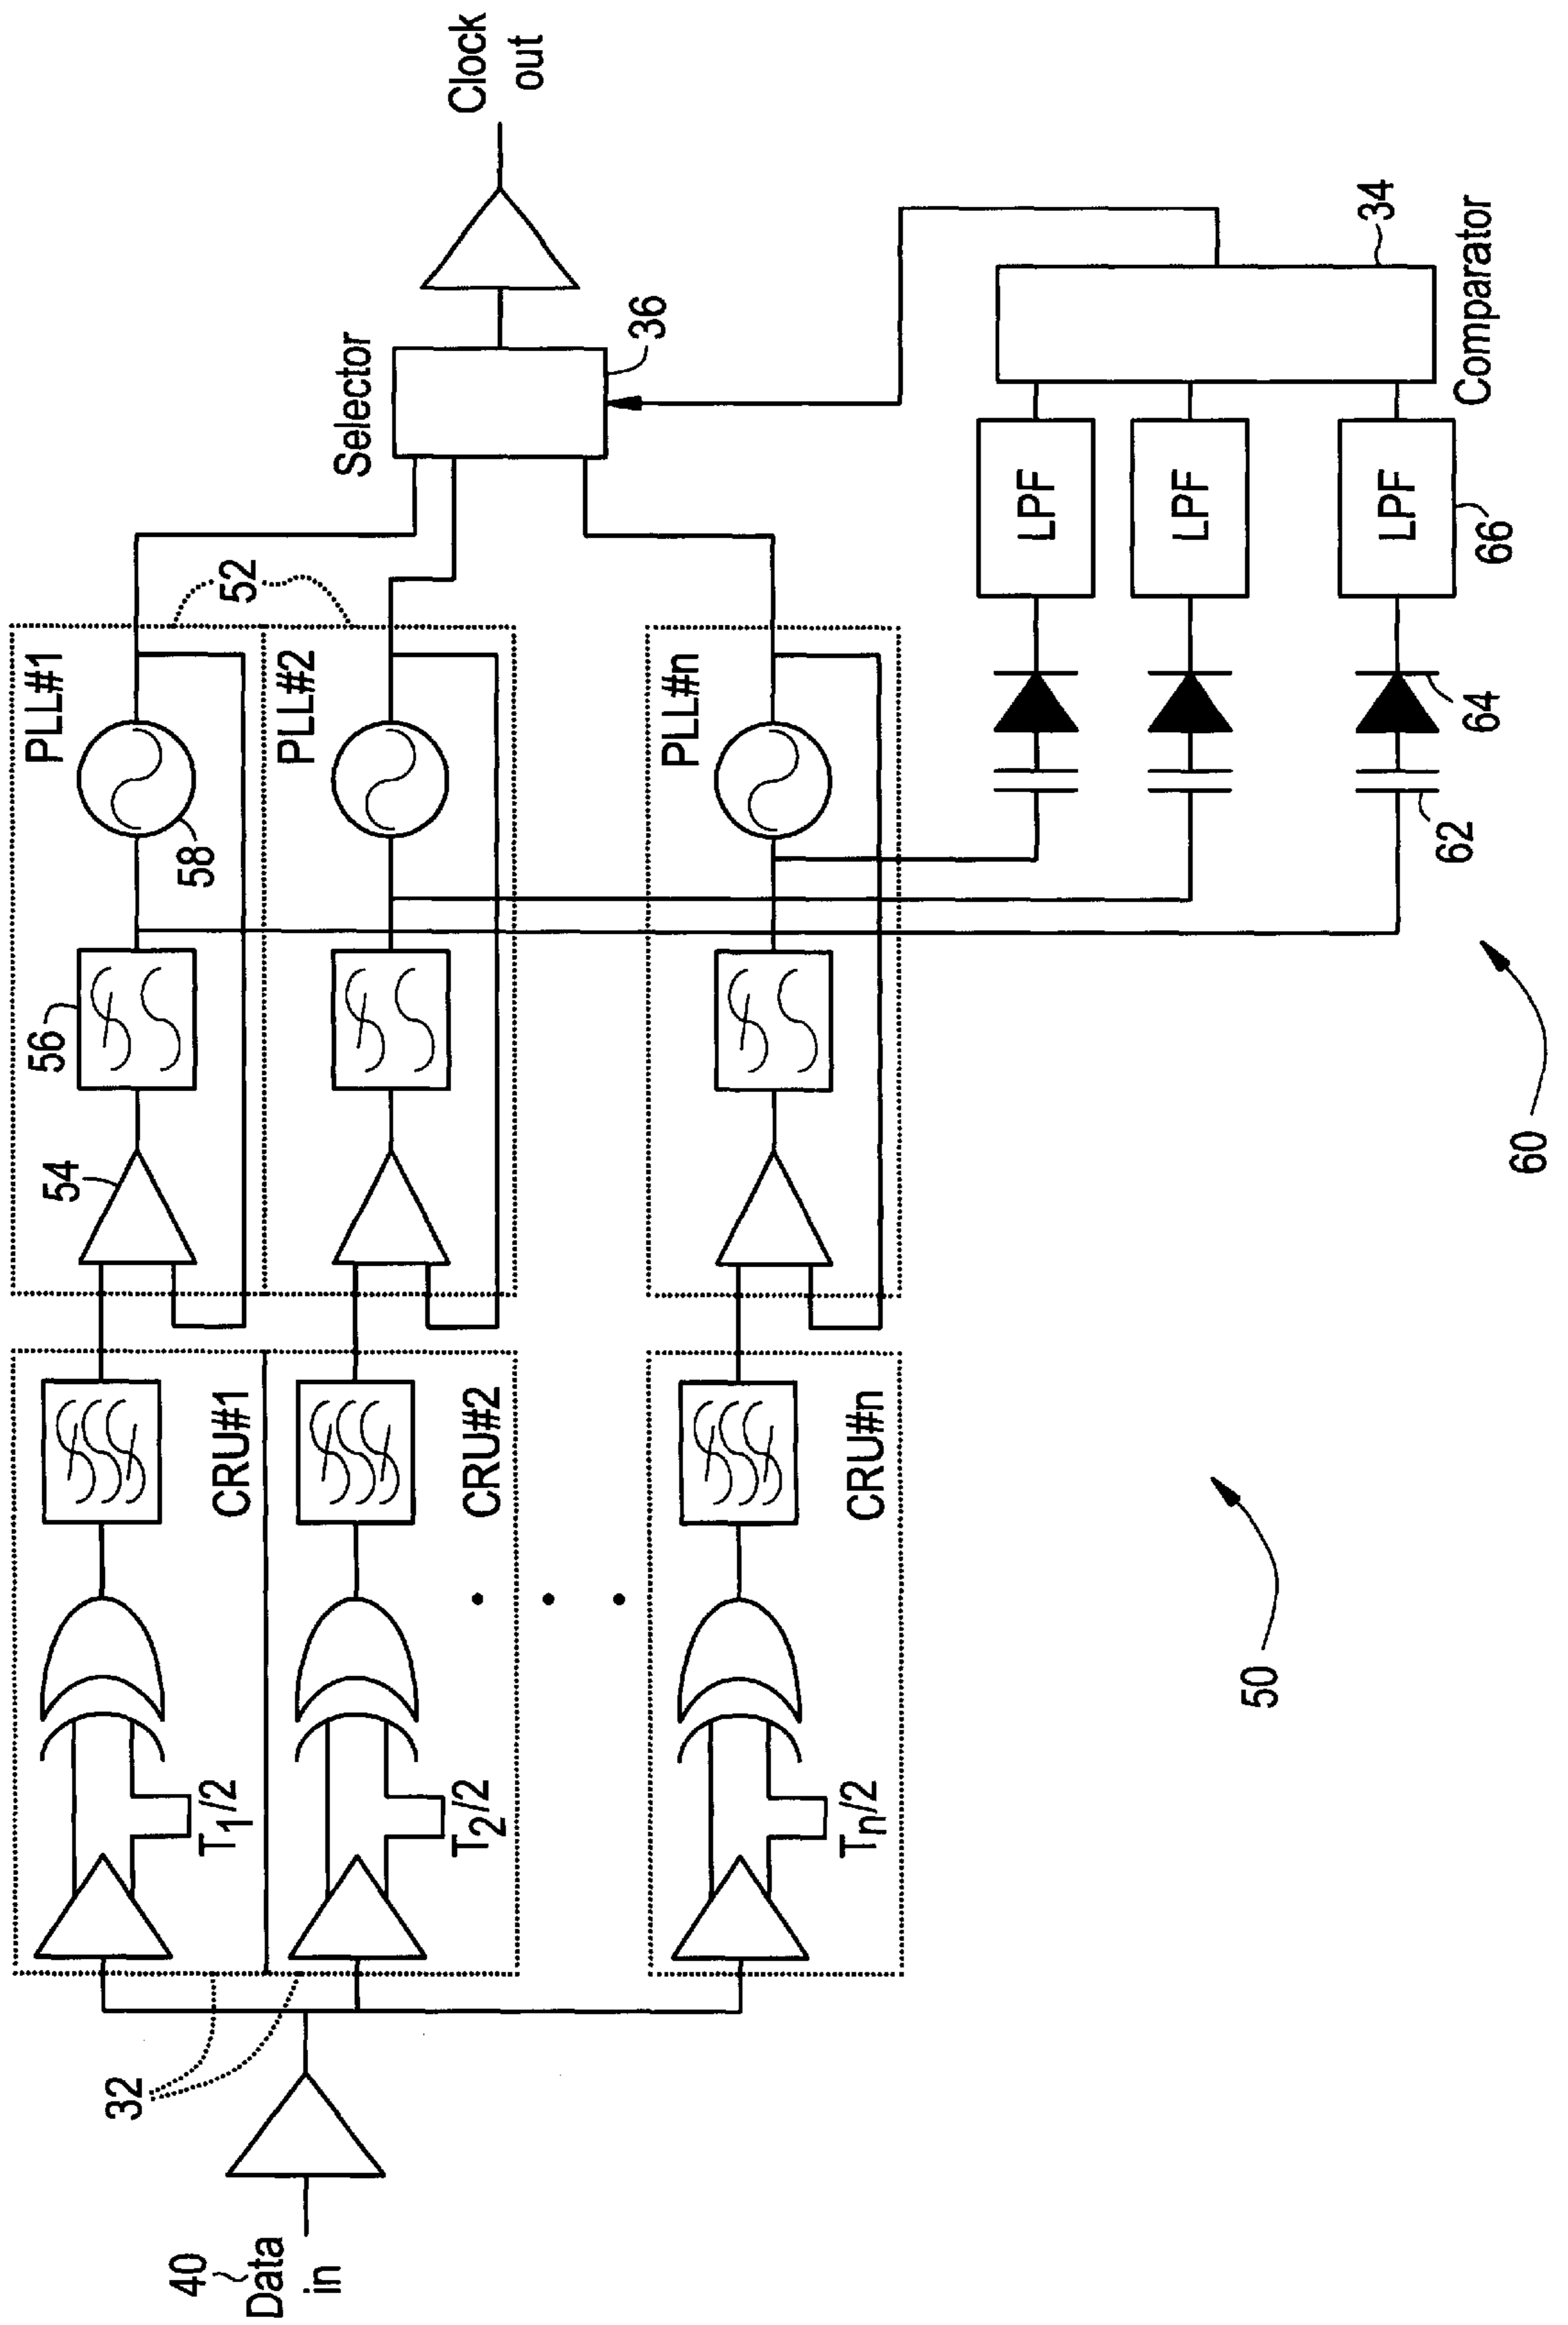 40
Data
in
32
T1/2
CRU#1
T2/2
CRU#2
Tn/2
CRU#n
54
56
58
PLL#1
PLL#2
PLL#n
52
Selector
36
Clock
out
62
64
66
LPF
LPF
LPF
34
Comparator
50
60